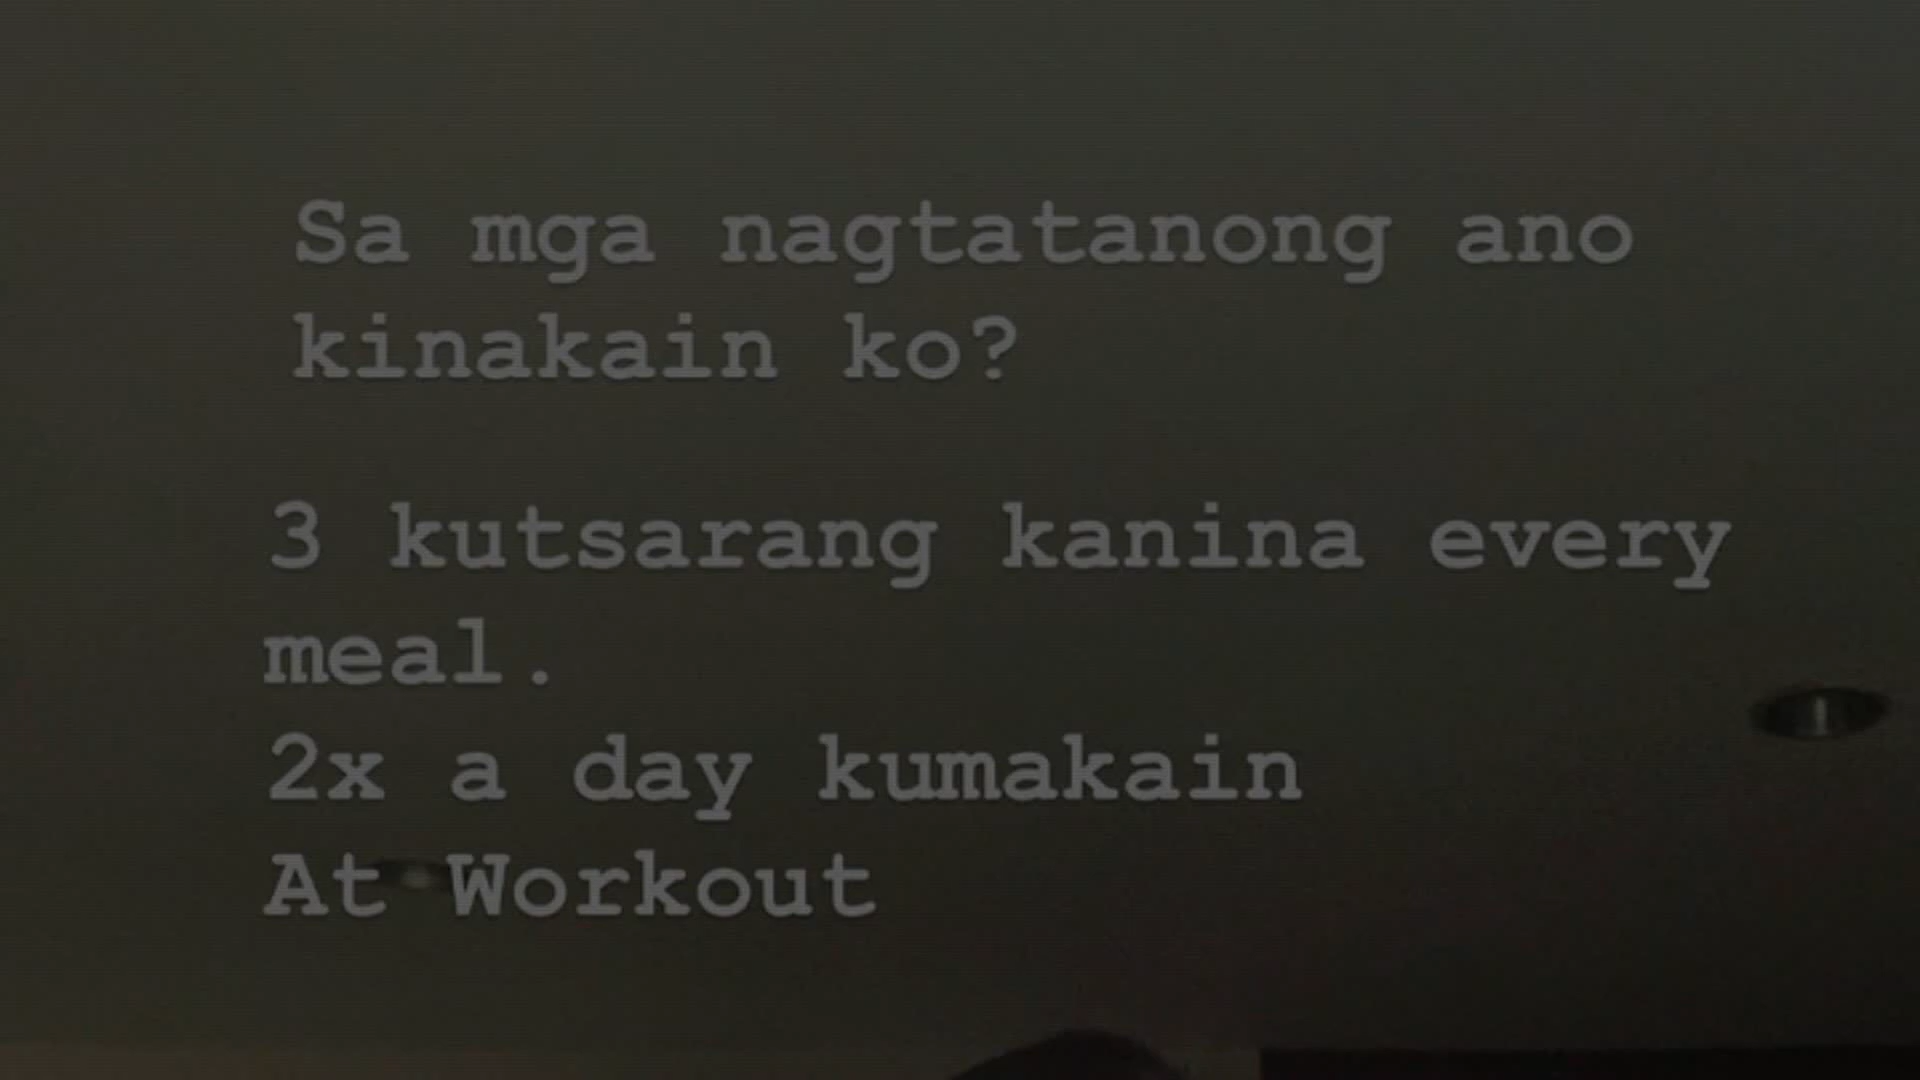 Sa mga nagtatanong ano
kinakain ko?
3 kutsarang kanina every
meal.
2x a day kumakain
At Workout